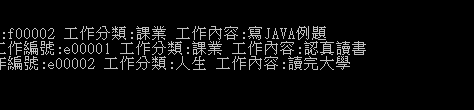 :f00002 工作分類:課業 工作內容:寫JAVA例題
工作編號:e00001 工作分類:課業 工作內容:認真讀書
作編號:e00002 工作分類:人生 工作內容:讀完大學